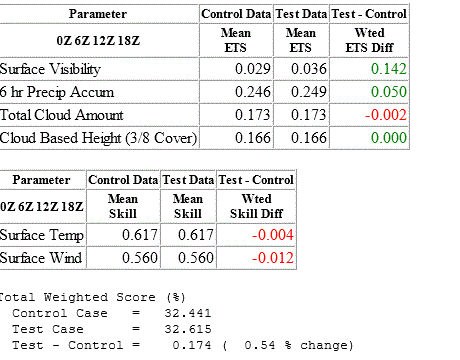 Parameter Control Data Test Data Test - Control
0Z 6Z 12Z 18Z Mean ETS Mean ETS Wted ETS Diff
Surface Visibility 0.029 0.036 0.142
6 hr Precip Accum 0.246 0.249 0.050
Total Cloud Amount 0.173 0.173 -0.002
Cloud Based Height (3/8 Cover) 0.166 0.166 0.000
Parameter Control Data Test Data Test - Control
0Z 6Z 12Z 18Z Mean Skill Mean Skill Wted Skill Diff
Surface Temp 0.617 0.617 -0.004
Surface Wind 0.560 0.560 -0.012
Total Weighted Score (%)
Control Case = 32.441
Test Case = 32.615
Test - Control = 0.174 ( 0.54 % change)